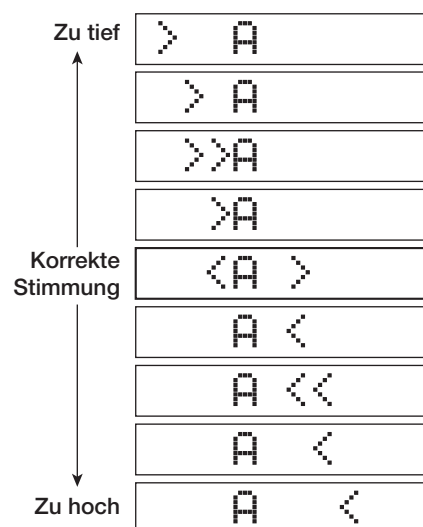 Zu tief
> A
> A
>>A
>A
Korrekte
Stimmung
<A >
A <
A <<
A <
Zu hoch
A <